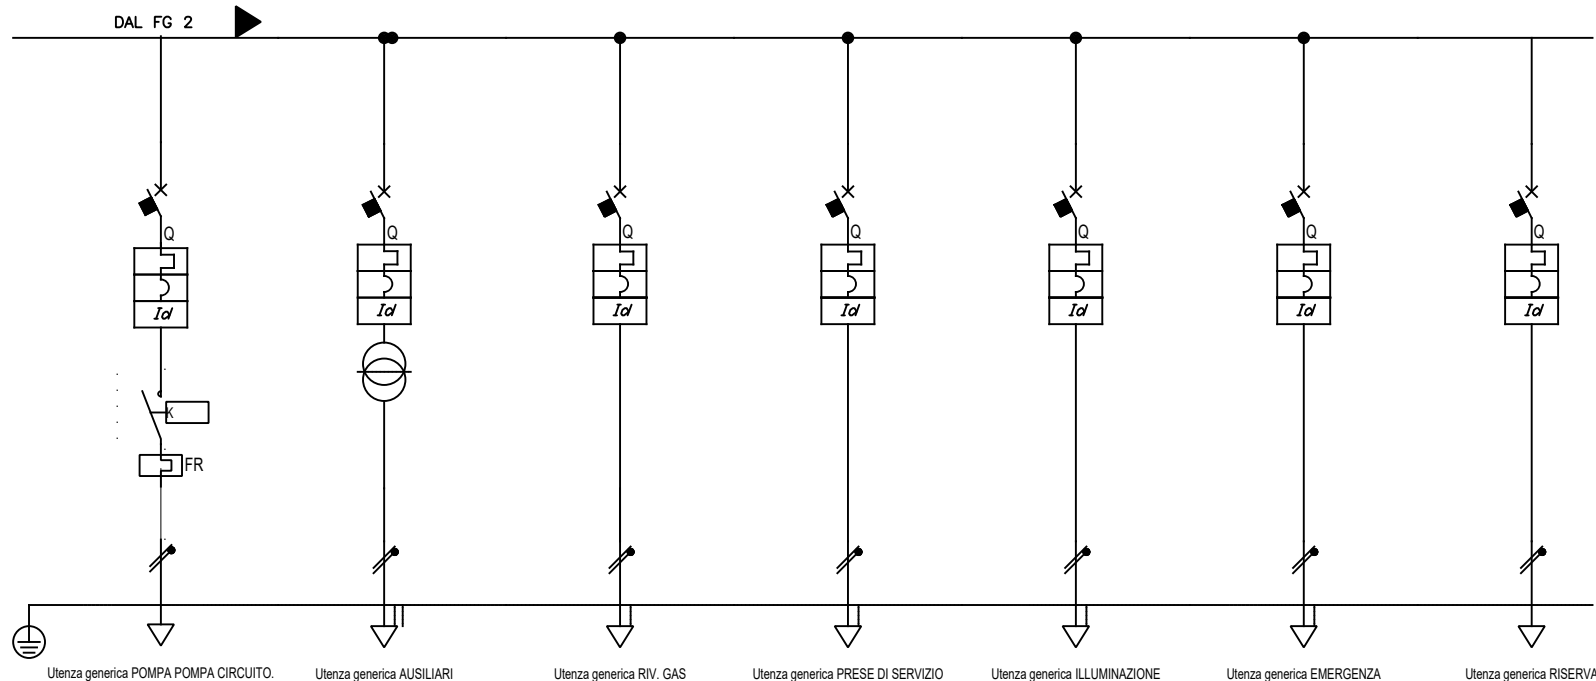 DAL FG 2
Q Q Q Q Q Q Q
Id Id Id Id Id Id Id
K
FR
Utenza generica POMPA POMPA CIRCUITO. Utenza generica AUSILIARI Utenza generica RIV. GAS Utenza generica PRESE DI SERVIZIO Utenza generica ILLUMINAZIONE Utenza generica EMERGENZA Utenza generica RISERVA